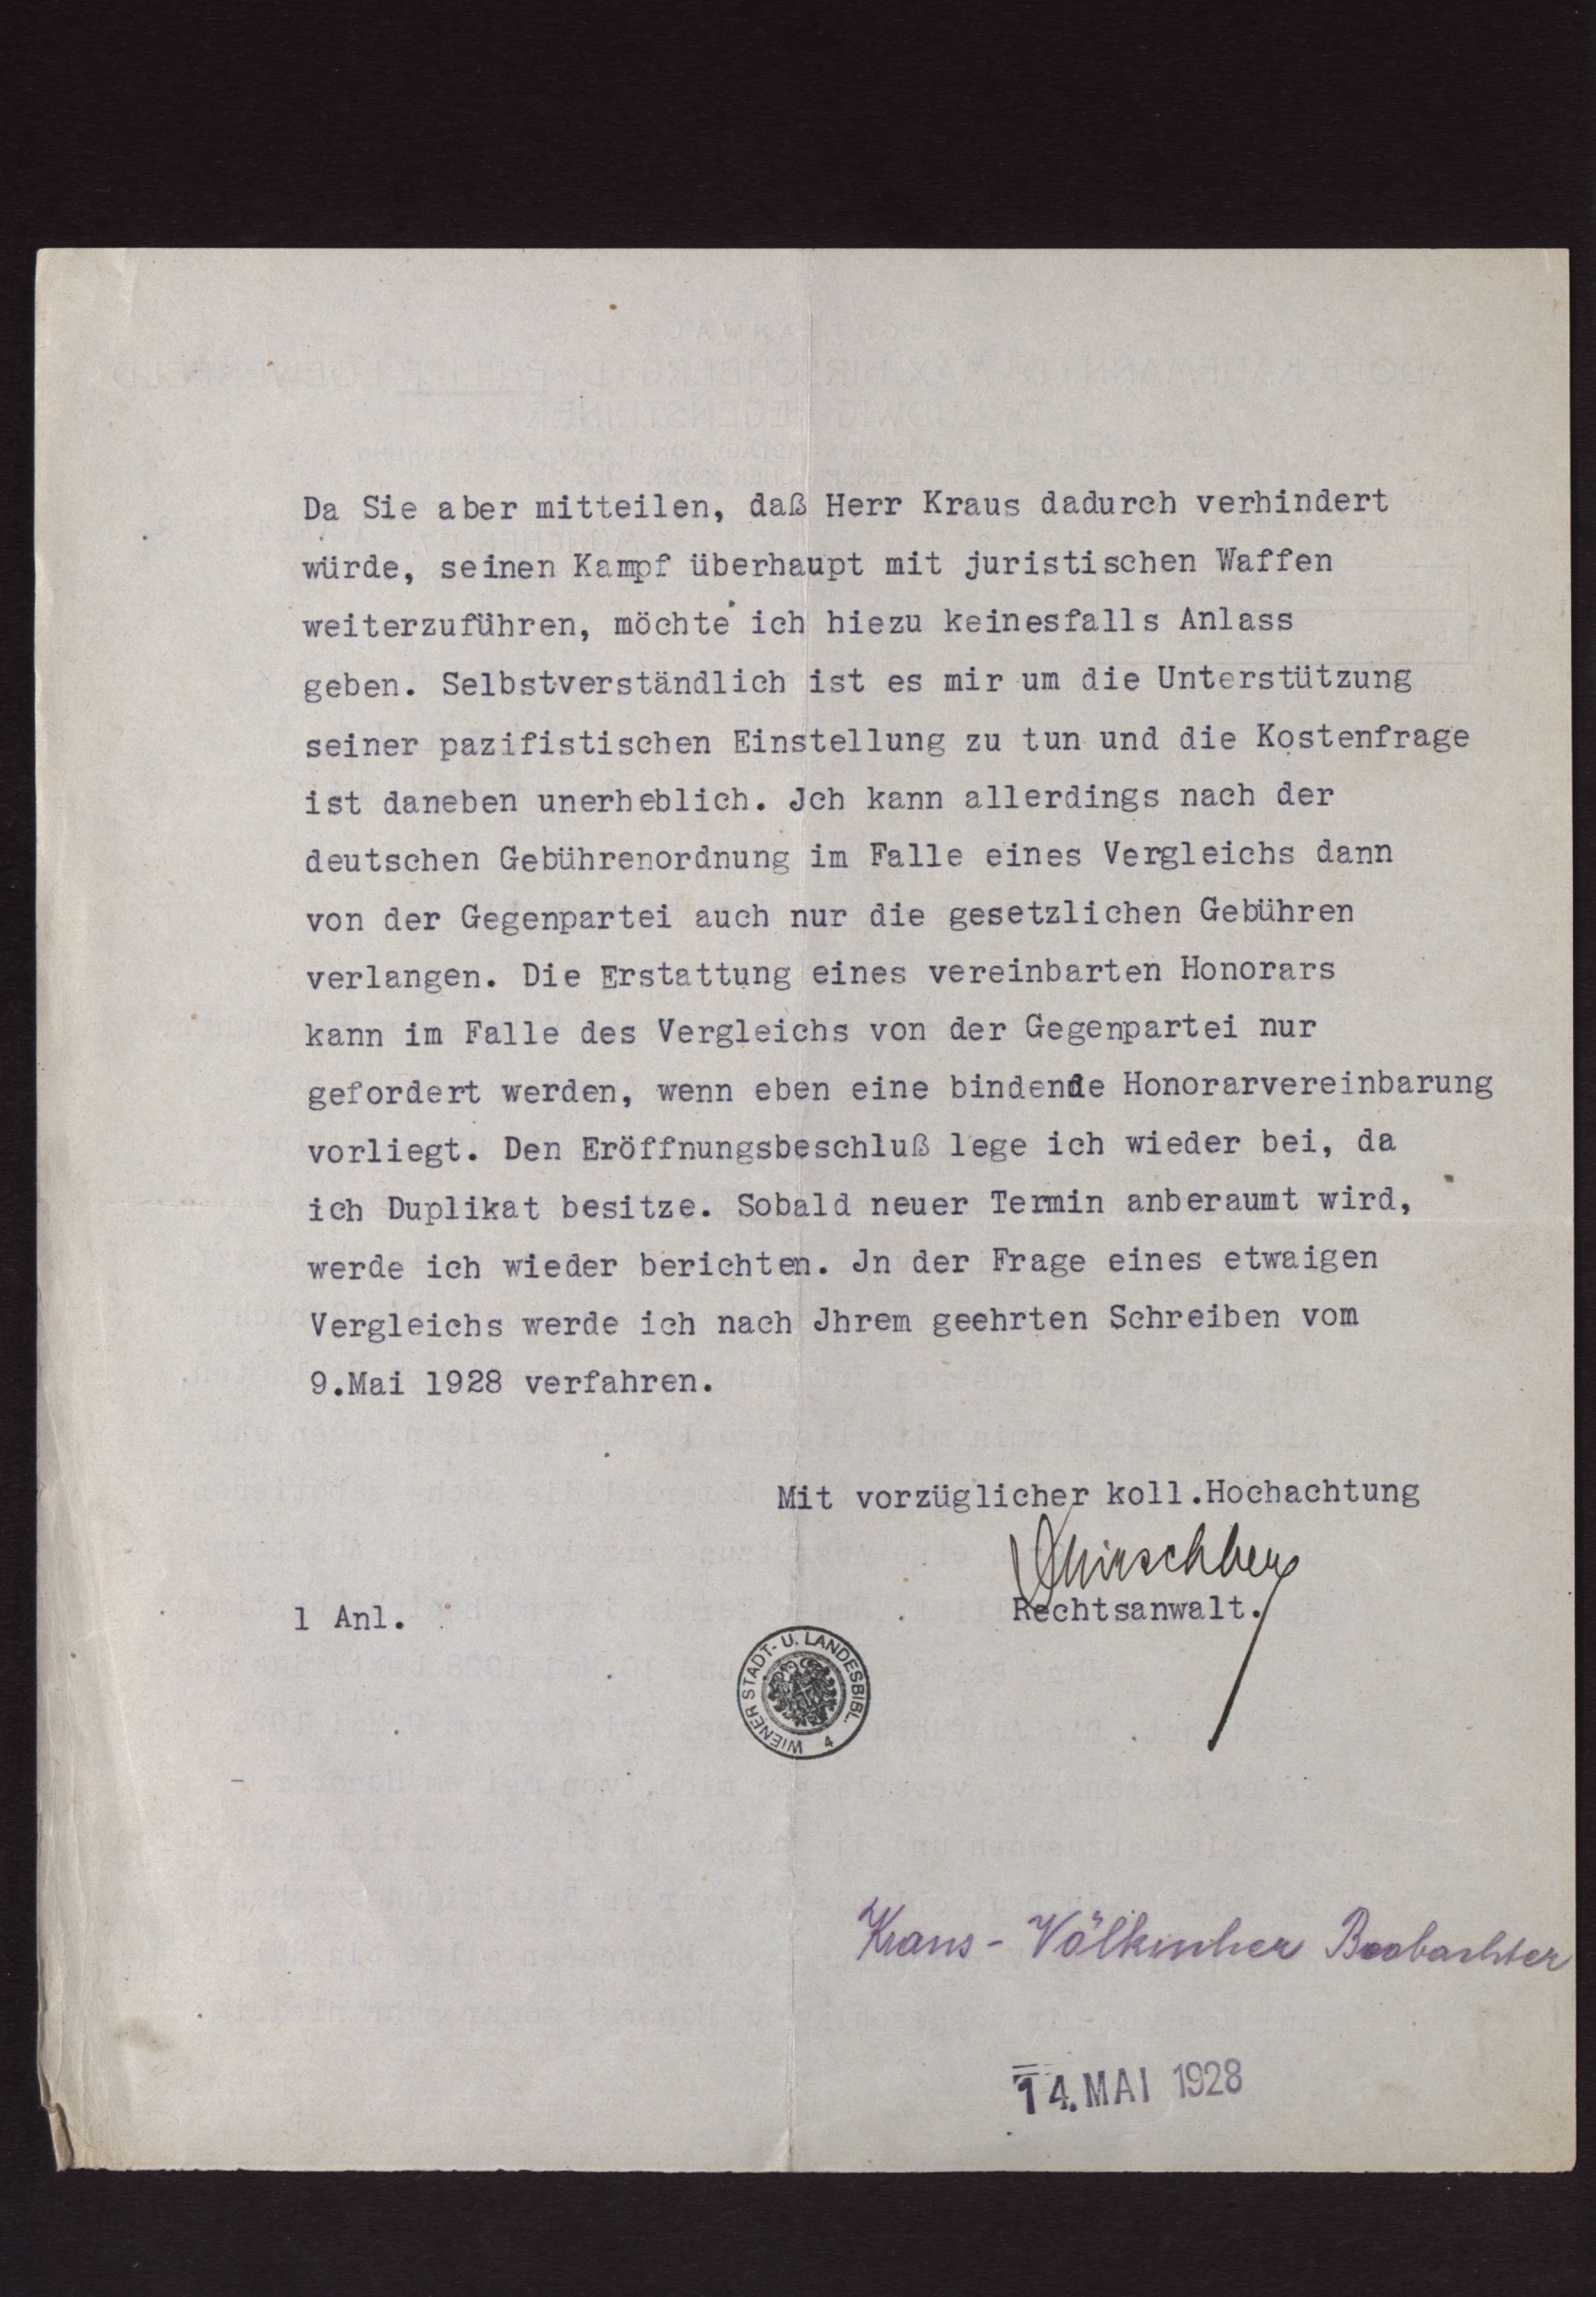 Da Sie aber mitteilen, daß Herr Kraus dadurch verhindert
würde, seinen Kampf überhaupt mit juristischen Waffen
weiterzuführen, möchte ich hiezu keinesfalls Anlass
geben. Selbstverständlich ist es mir um die Unterstützung
seiner pazifistischen Einstellung zu tun und die Kostenfrage
ist daneben unerheblich. Jch kann allerdings nach der
deutschen Gebührenordnung im Falle eines Vergleichs dann
von der Gegenpartei auch nur die gesetzlichen Gebühren
verlangen. Die Erstattung eines vereinbarten Honorars
kann im Falle des Vergleichs von der Gegenpartei nur
gefordert werden, wenn eben eine bindende Honorarvereinbarung
vorliegt. Den Eröffnungsbeschluß lege ich wieder bei, da
ich Duplikat besitze. Sobald neuer Termin anberaumt wird,
werde ich wieder berichten. Jn der Frage eines etwaigen
Vergleichs werde ich nach Jhrem geehrten Schreiben vom
9.Mai 1928 verfahren.
Mit vorzüglicher koll.Hochachtung
Hirschberg
Rechtsanwalt.
1 Anl.
WIENER STADT- U. LANDESBIBL. 4
Kraus - Völkischer Beobachter
14. MAI 1928